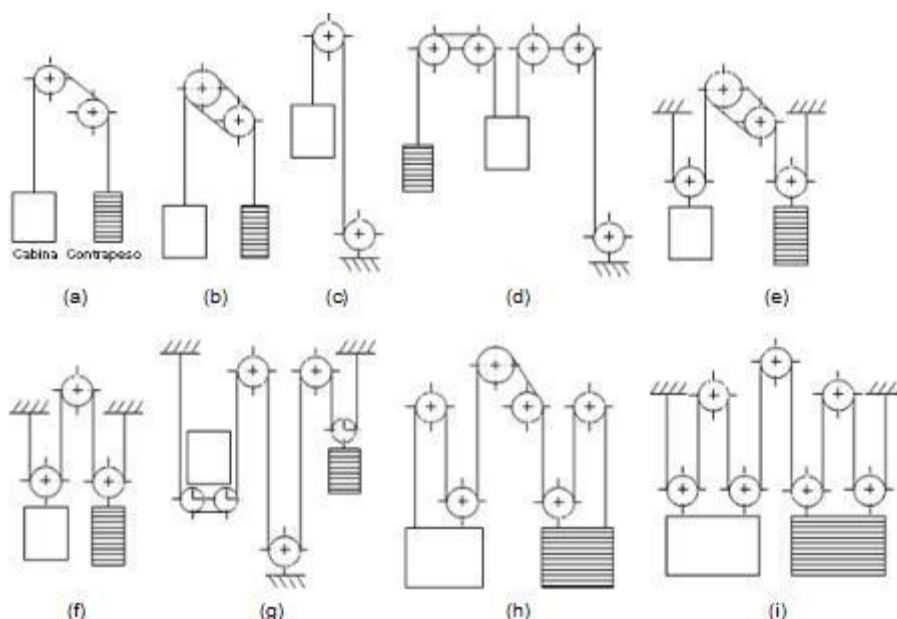 Cabina Contrapeso
(a)
(b)
(c)
(d)
(e)
(f)
(g)
(h)
(i)